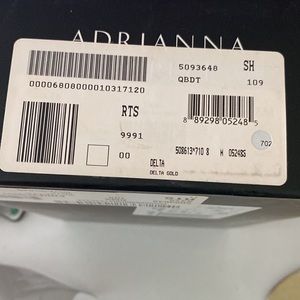 ADRIANNA
5093648 SH
QBDT 109
00006808000010317120
RTS
9991
00
8 89298 05248 5
702
508613*710 8 H 05248S
DELTA
DELTA GOLD